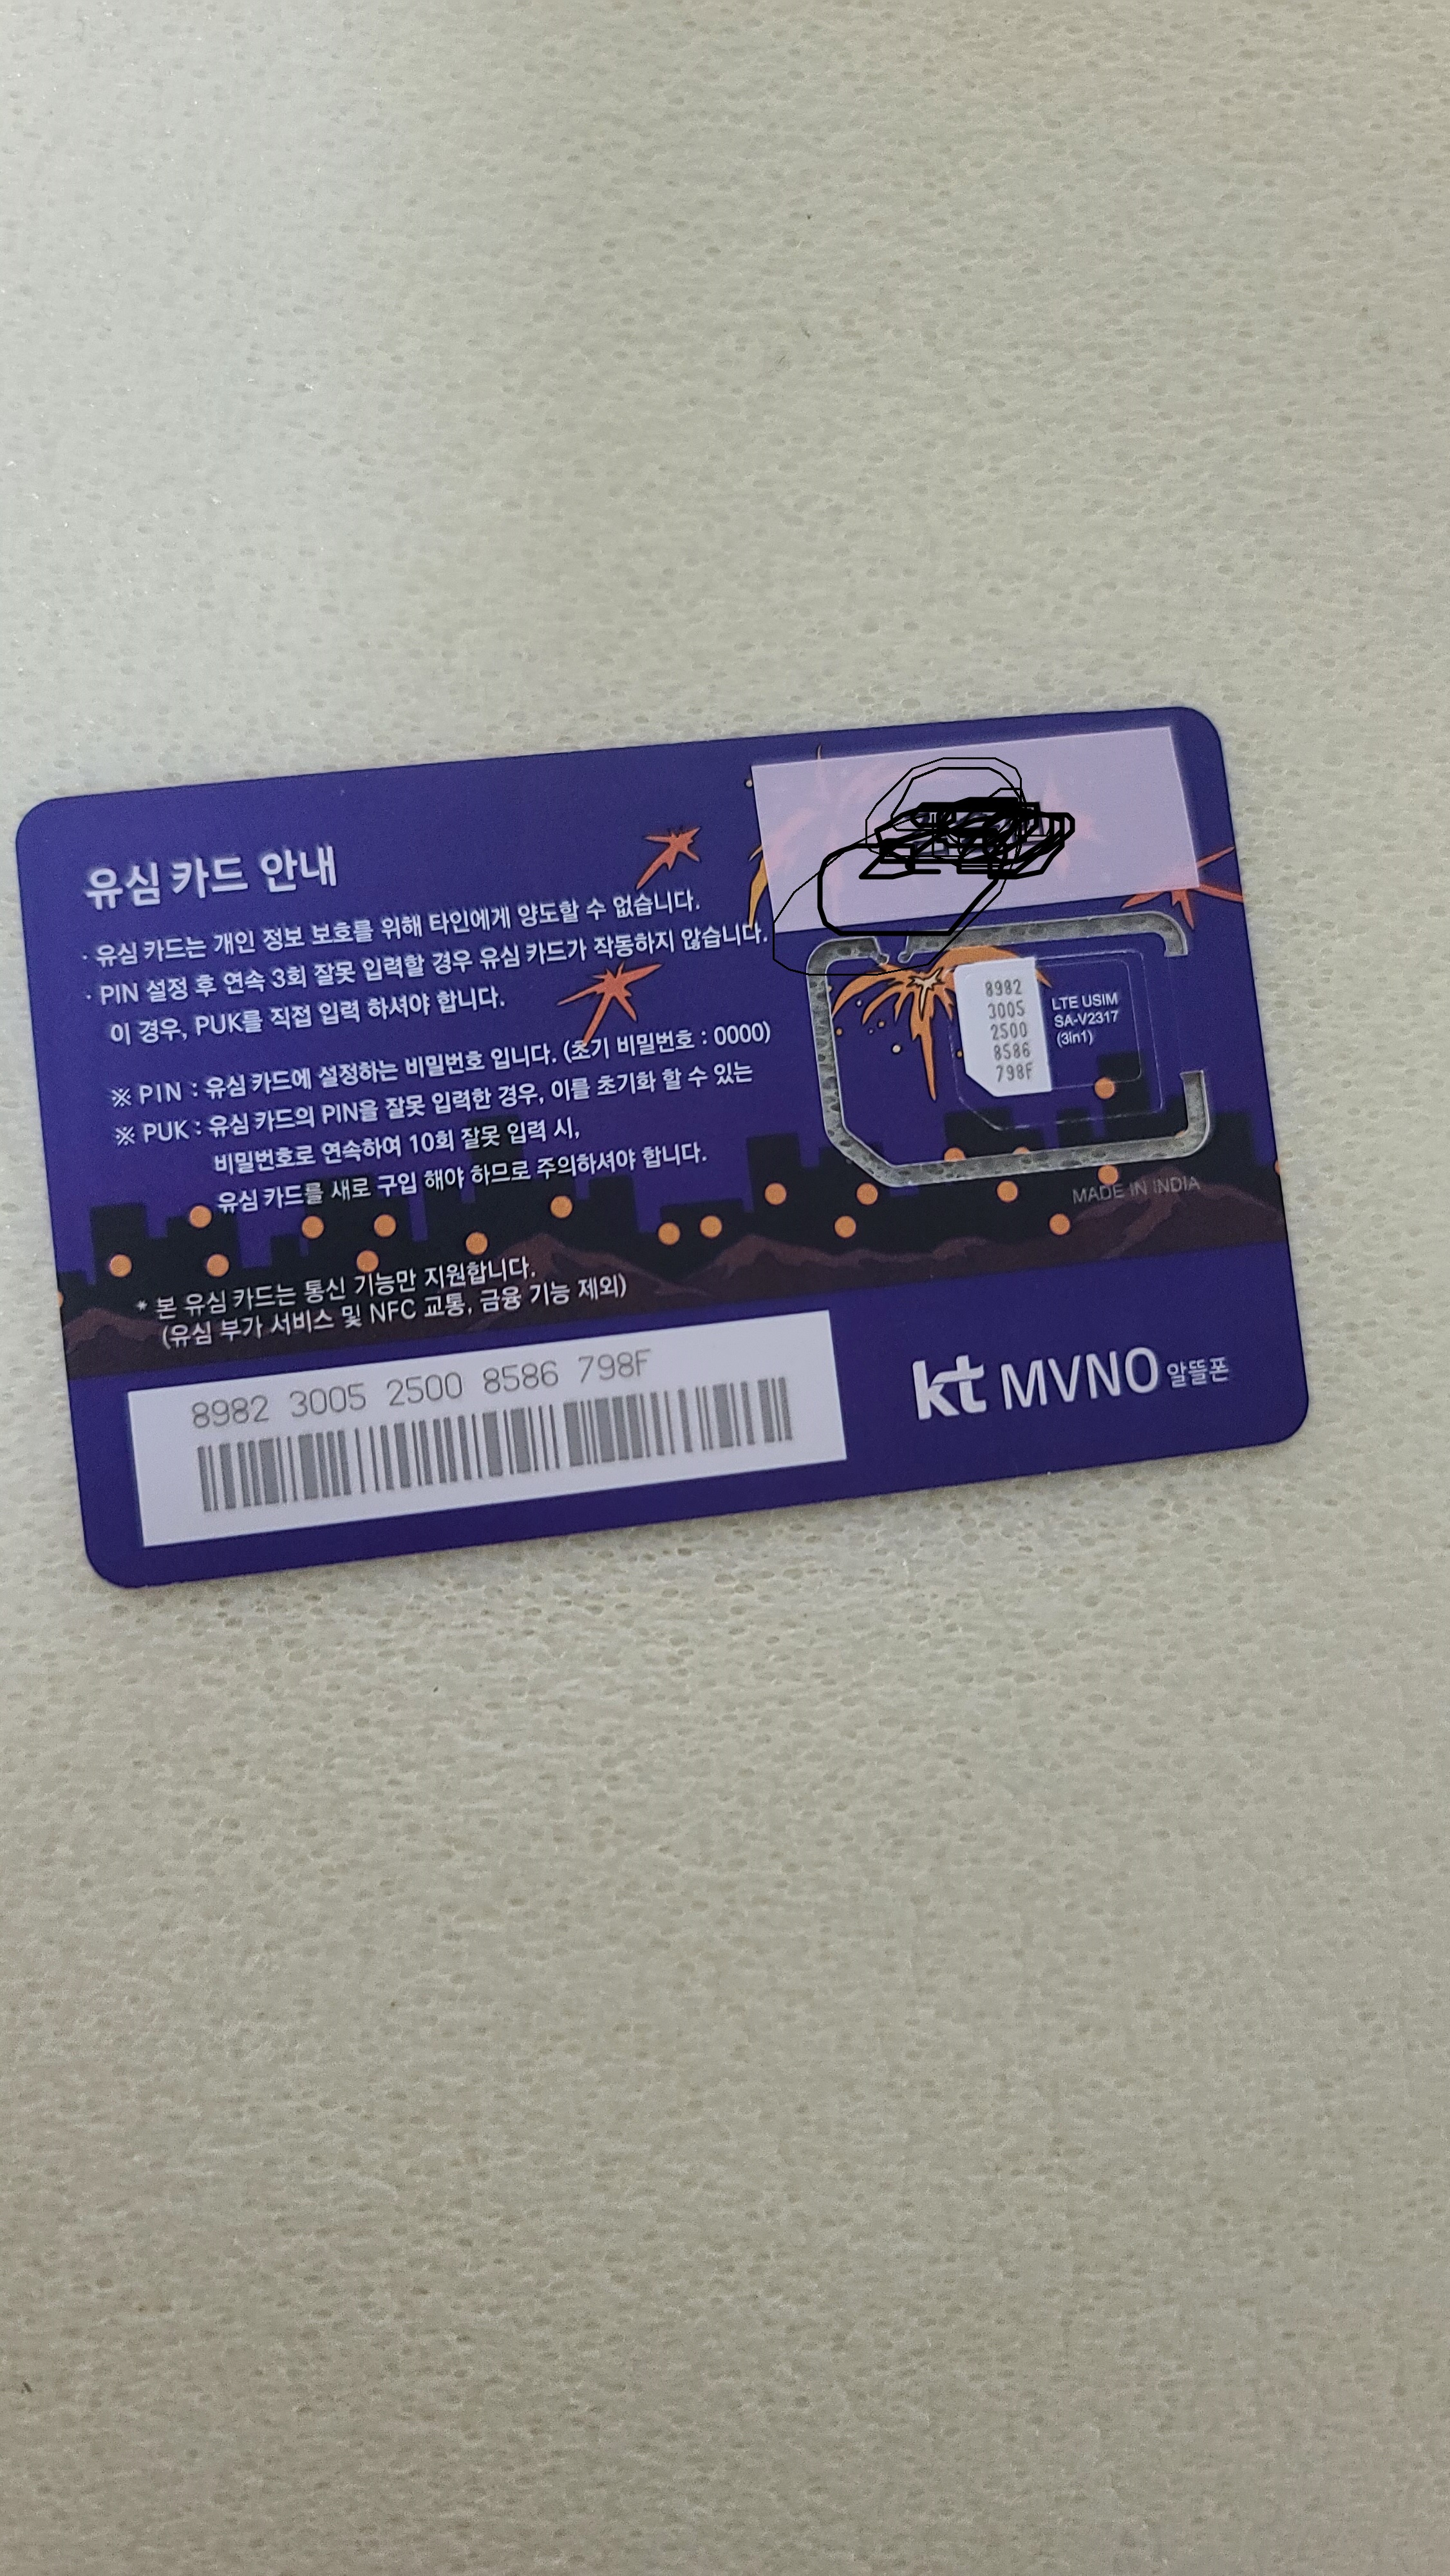 유심 카드 안내
· 유심 카드는 개인 정보 보호를 위해 타인에게 양도할 수 없습니다.
· PIN 설정 후 연속 3회 잘못 입력할 경우 유심 카드가 작동하지 않습니다.
이 경우, PUK를 직접 입력 하셔야 합니다.
※ PIN : 유심 카드에 설정하는 비밀번호 입니다. (초기 비밀번호 : 0000)
※ PUK : 유심 카드의 PIN을 잘못 입력한 경우, 이를 초기화 할 수 있는
비밀번호로 연속하여 10회 잘못 입력 시,
유심 카드를 새로 구입 해야 하므로 주의하셔야 합니다.
* 본 유심 카드는 통신 기능만 지원합니다.
(유심 부가 서비스 및 NFC 교통, 금융 기능 제외)
8982
3005
2500
8586
798F
LTE USIM
SA-V2317
(3in1)
MADE IN INDIA
8982 3005 2500 8586 798F
kt MVNO 알뜰폰